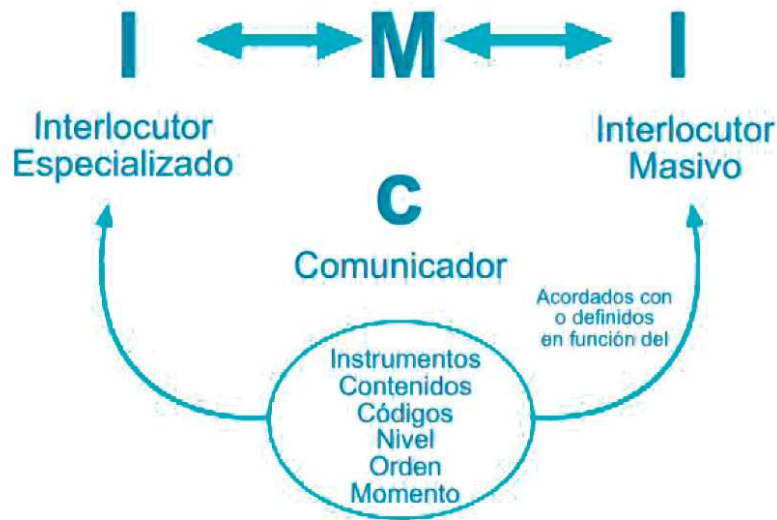 I M I
Interlocutor
Especializado
Interlocutor
Masivo
C
Comunicador
Acordados con
o definidos
en función del
Instrumentos
Contenidos
Códigos
Nivel
Orden
Momento